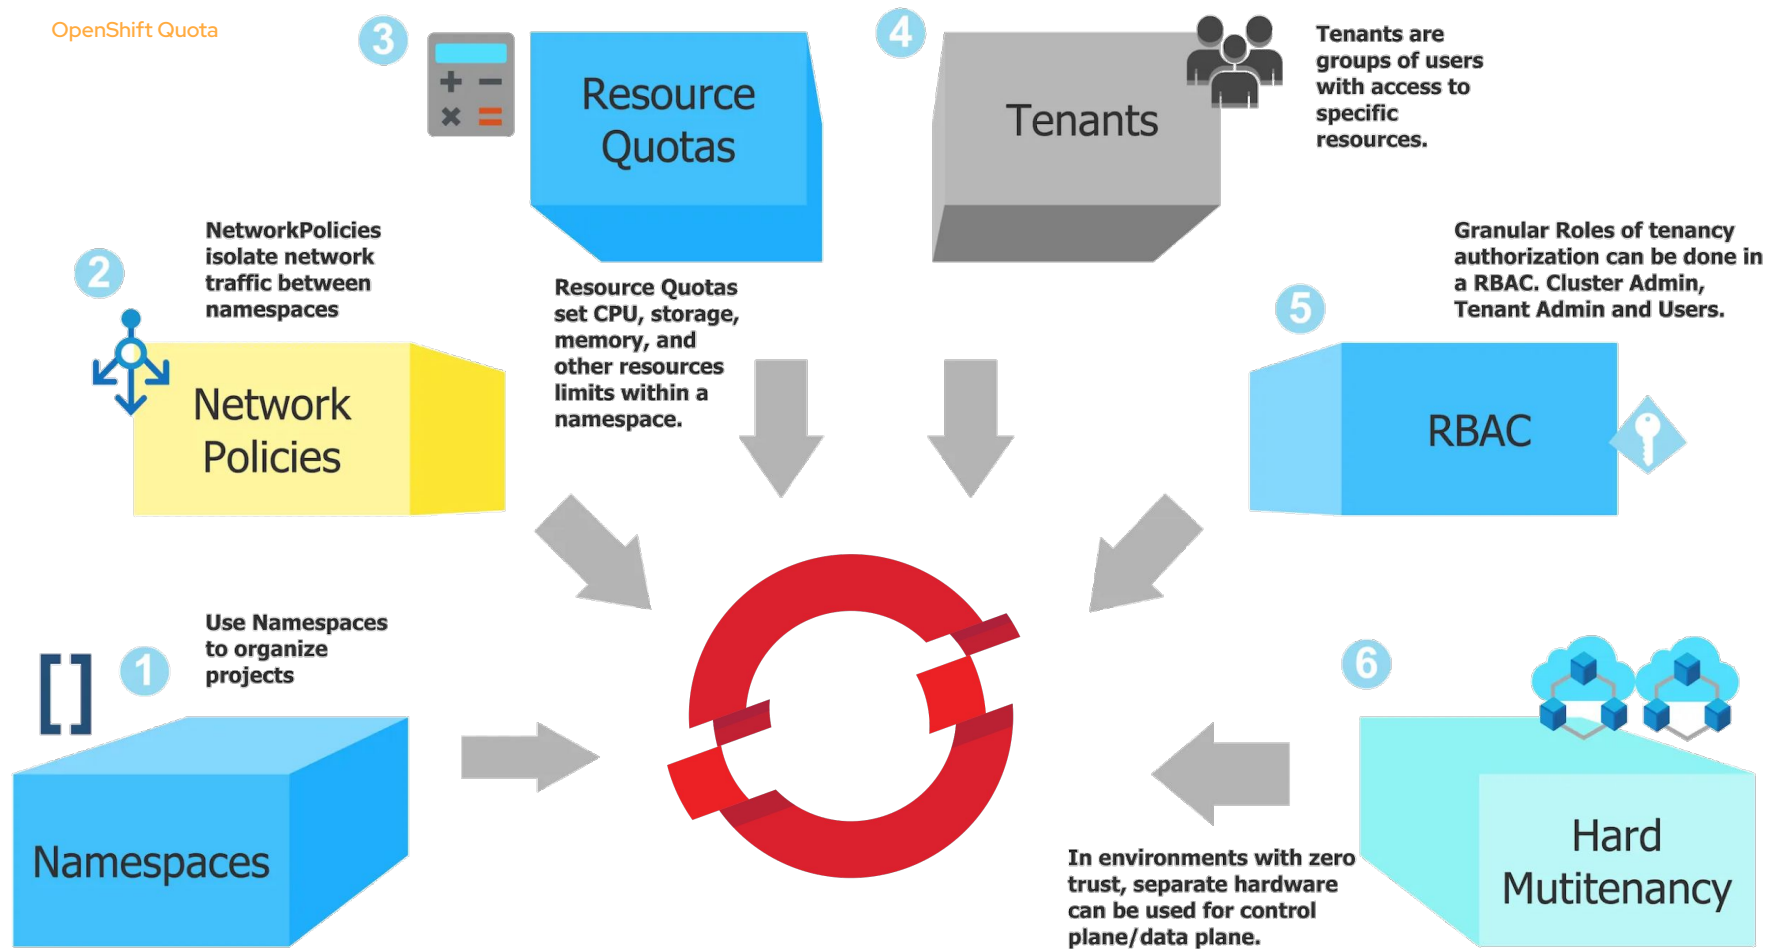 OpenShift Quota
3
Resource
Quotas
Resource Quotas
set CPU, storage,
memory, and
other resources
limits within a
namespace.
4
Tenants
Tenants are
groups of users
with access to
specific
resources.
2
NetworkPolicies
isolate network
traffic between
namespaces
Network
Policies
5
Granular Roles of tenancy
authorization can be done in
a RBAC. Cluster Admin,
Tenant Admin and Users.
RBAC
1
Use Namespaces
to organize
projects
[ ]
Namespaces
6
Hard
Mutitenancy
In environments with zero
trust, separate hardware
can be used for control
plane/data plane.